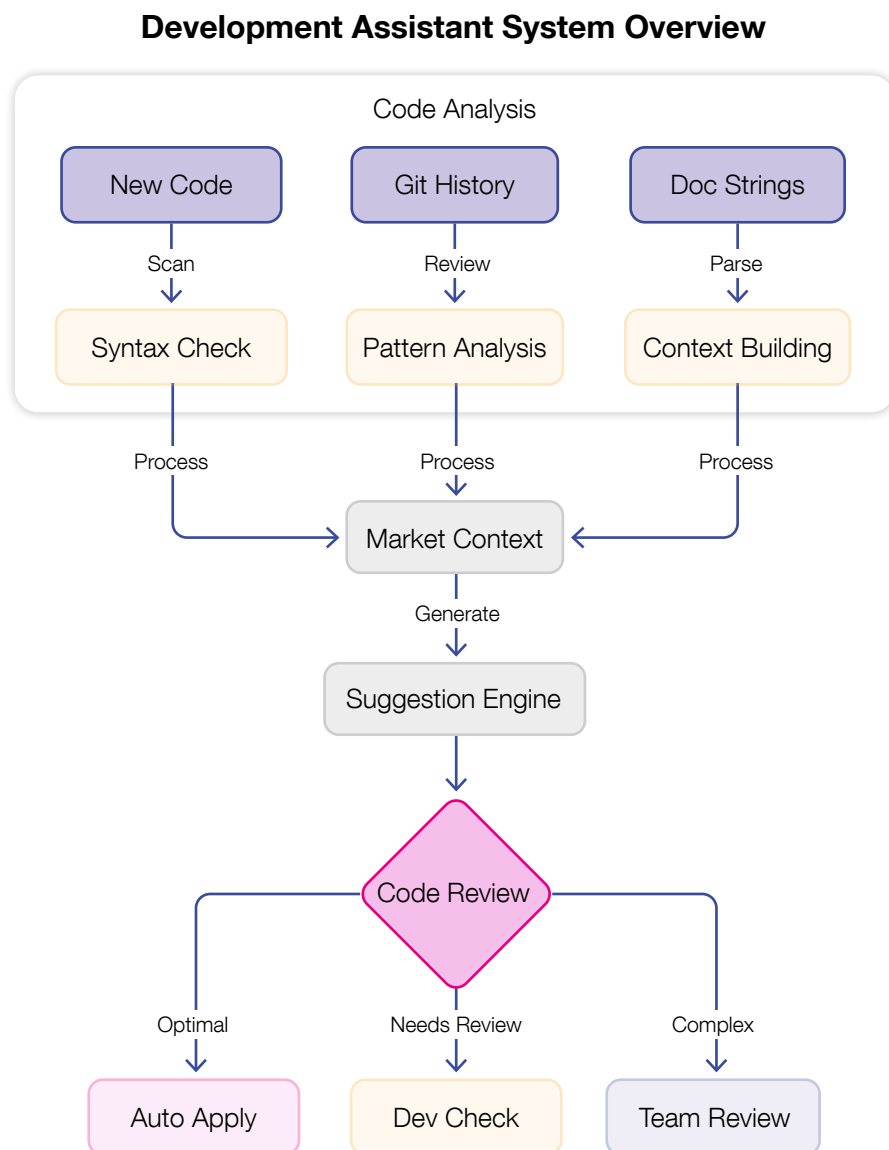 Development Assistant System Overview
Code Analysis
New Code
Git History
Doc Strings
Scan
Review
Parse
Syntax Check
Pattern Analysis
Context Building
Process
Process
Process
Market Context
Generate
Suggestion Engine
Code Review
Optimal
Needs Review
Complex
Auto Apply
Dev Check
Team Review